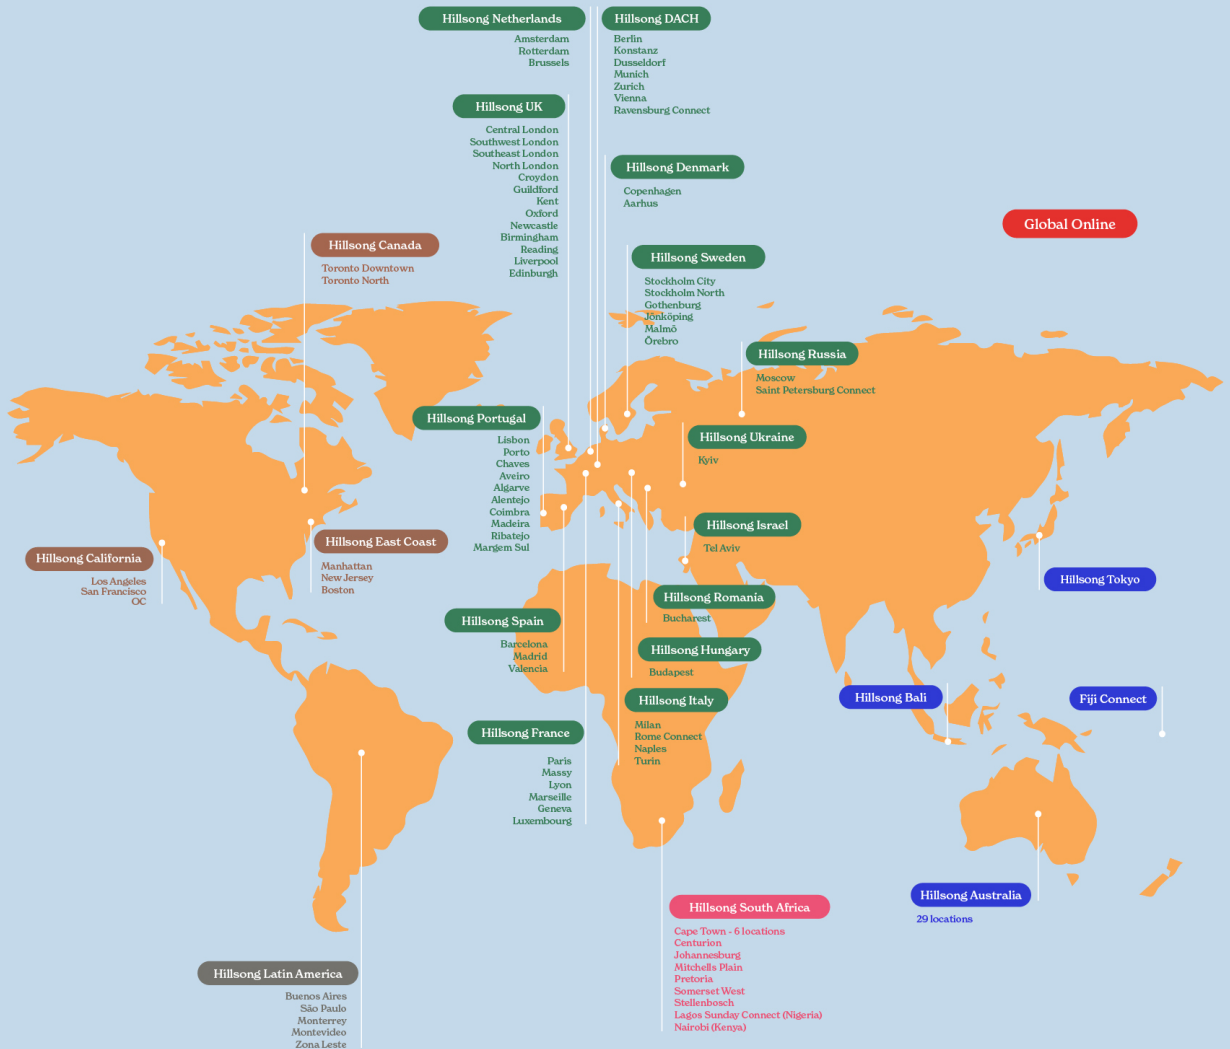 Hillsong Netherlands
Amsterdam
Rotterdam
Brussels
Hillsong DACH
Berlin
Konstanz
Dusseldorf
Munich
Zurich
Vienna
Ravensburg Connect
Hillsong UK
Central London
Southwest London
Southeast London
North London
Croydon
Guildford
Kent
Oxford
Newcastle
Birmingham
Reading
Liverpool
Edinburgh
Hillsong Denmark
Copenhagen
Aarhus
Global Online
Hillsong Canada
Toronto Downtown
Toronto North
Hillsong Sweden
Stockholm City
Stockholm North
Gothenburg
Jönköping
Malmö
Örebro
Hillsong Russia
Moscow
Saint Petersburg Connect
Hillsong Portugal
Lisbon
Porto
Chaves
Aveiro
Algarve
Alentejo
Coimbra
Madeira
Ribatejo
Margem Sul
Hillsong Ukraine
Kyiv
Hillsong Israel
Tel Aviv
Hillsong East Coast
Manhattan
New Jersey
Boston
Hillsong California
Los Angeles
San Francisco
OC
Hillsong Tokyo
Hillsong Romania
Bucharest
Hillsong Spain
Barcelona
Madrid
Valencia
Hillsong Hungary
Budapest
Hillsong Italy
Milan
Rome Connect
Naples
Turin
Hillsong Bali
Fiji Connect
Hillsong France
Paris
Massy
Lyon
Marseille
Geneva
Luxembourg
Hillsong Australia
29 locations
Hillsong South Africa
Cape Town - 6 locations
Centurion
Johannesburg
Mitchells Plain
Pretoria
Somerset West
Stellenbosch
Lagos Sunday Connect (Nigeria)
Nairobi (Kenya)
Hillsong Latin America
Buenos Aires
São Paulo
Monterrey
Montevideo
Zona Leste